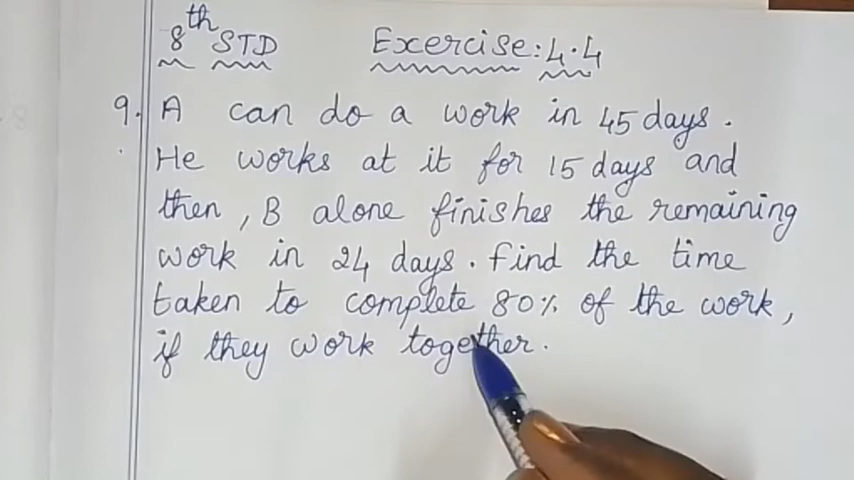 8th STD Exercise: 4.4
9. A can do a work in 45 days.
He works at it for 15 days and
then, B alone finishes the remaining
work in 24 days. Find the time
taken to complete 80% of the work,
if they work together.